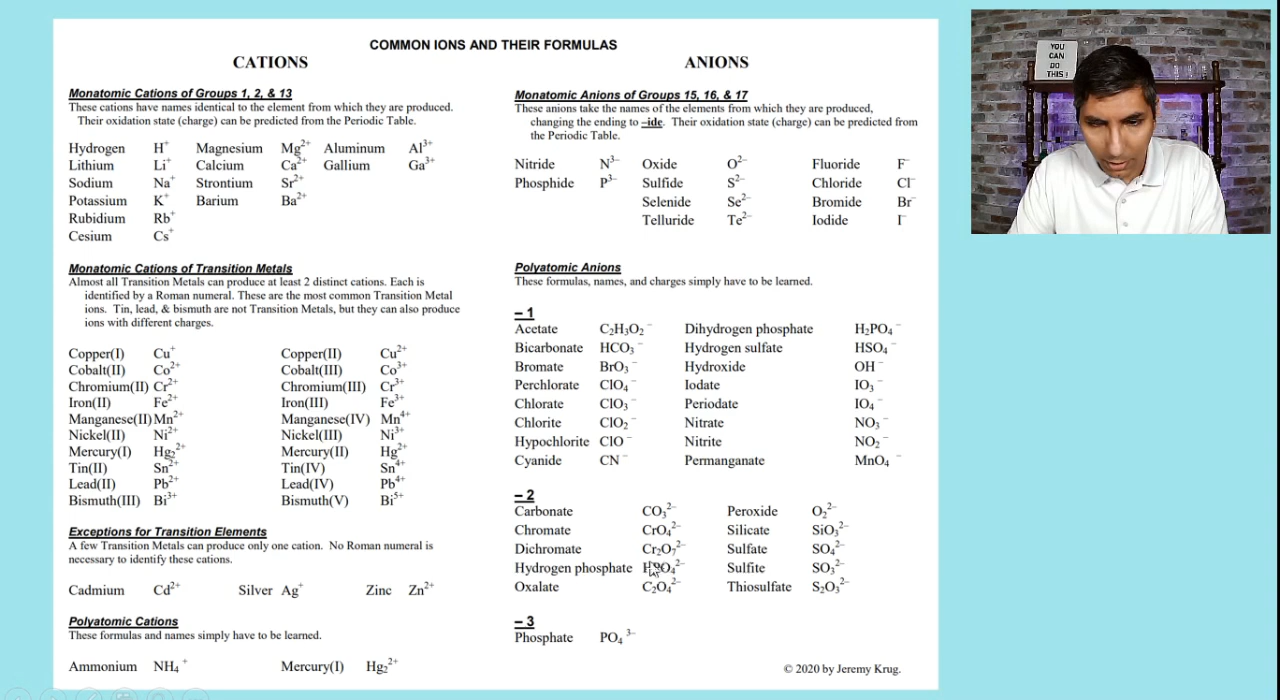 COMMON IONS AND THEIR FORMULAS
CATIONS
Monatomic Cations of Groups 1, 2, & 13
These cations have names identical to the element from which they are produced.
Their oxidation state (charge) can be predicted from the Periodic Table.
Hydrogen H⁺ Magnesium Mg²⁺ Aluminum Al³⁺
Lithium Li⁺ Calcium Ca²⁺ Gallium Ga³⁺
Sodium Na⁺ Strontium Sr²⁺
Potassium K⁺ Barium Ba²⁺
Rubidium Rb⁺
Cesium Cs⁺
Monatomic Cations of Transition Metals
Almost all Transition Metals can produce at least 2 distinct cations. Each is
identified by a Roman numeral. These are the most common Transition Metal
ions. Tin, lead, & bismuth are not Transition Metals, but they can also produce
ions with different charges.
Copper(I) Cu⁺ Copper(II) Cu²⁺
Cobalt(II) Co²⁺ Cobalt(III) Co³⁺
Chromium(II) Cr²⁺ Chromium(III) Cr³⁺
Iron(II) Fe²⁺ Iron(III) Fe³⁺
Manganese(II) Mn²⁺ Manganese(IV) Mn⁴⁺
Nickel(II) Ni²⁺ Nickel(III) Ni³⁺
Mercury(I) Hg₂²⁺ Mercury(II) Hg²⁺
Tin(II) Sn²⁺ Tin(IV) Sn⁴⁺
Lead(II) Pb²⁺ Lead(IV) Pb⁴⁺
Bismuth(III) Bi³⁺ Bismuth(V) Bi⁵⁺
Exceptions for Transition Elements
A few Transition Metals can produce only one cation. No Roman numeral is
necessary to identify these cations.
Cadmium Cd²⁺ Silver Ag⁺ Zinc Zn²⁺
Polyatomic Cations
These formulas and names simply have to be learned.
Ammonium NH₄⁺ Mercury(I) Hg₂²⁺
ANIONS
Monatomic Anions of Groups 15, 16, & 17
These anions take the names of the elements from which they are produced,
changing the ending to –ide. Their oxidation state (charge) can be predicted from
the Periodic Table.
Nitride N³⁻ Oxide O²⁻ Fluoride F⁻
Phosphide P³⁻ Sulfide S²⁻ Chloride Cl⁻
Selenide Se²⁻ Bromide Br⁻
Telluride Te²⁻ Iodide I⁻
Polyatomic Anions
These formulas, names, and charges simply have to be learned.
– 1
Acetate C₂H₃O₂⁻ Dihydrogen phosphate H₂PO₄⁻
Bicarbonate HCO₃⁻ Hydrogen sulfate HSO₄⁻
Bromate BrO₃⁻ Hydroxide OH⁻
Perchlorate ClO₄⁻ Iodate IO₃⁻
Chlorate ClO₃⁻ Periodate IO₄⁻
Chlorite ClO₂⁻ Nitrate NO₃⁻
Hypochlorite ClO⁻ Nitrite NO₂⁻
Cyanide CN⁻ Permanganate MnO₄⁻
– 2
Carbonate CO₃²⁻ Peroxide O₂²⁻
Chromate CrO₄²⁻ Silicate SiO₃²⁻
Dichromate Cr₂O₇²⁻ Sulfate SO₄²⁻
Hydrogen phosphate Sulfite SO₃²⁻
Oxalate C₂O₄²⁻ Thiosulfate S₂O₃²⁻
– 3
Phosphate PO₄³⁻
© 2020 by Jeremy Krug.
YOU
CAN
DO
THIS!